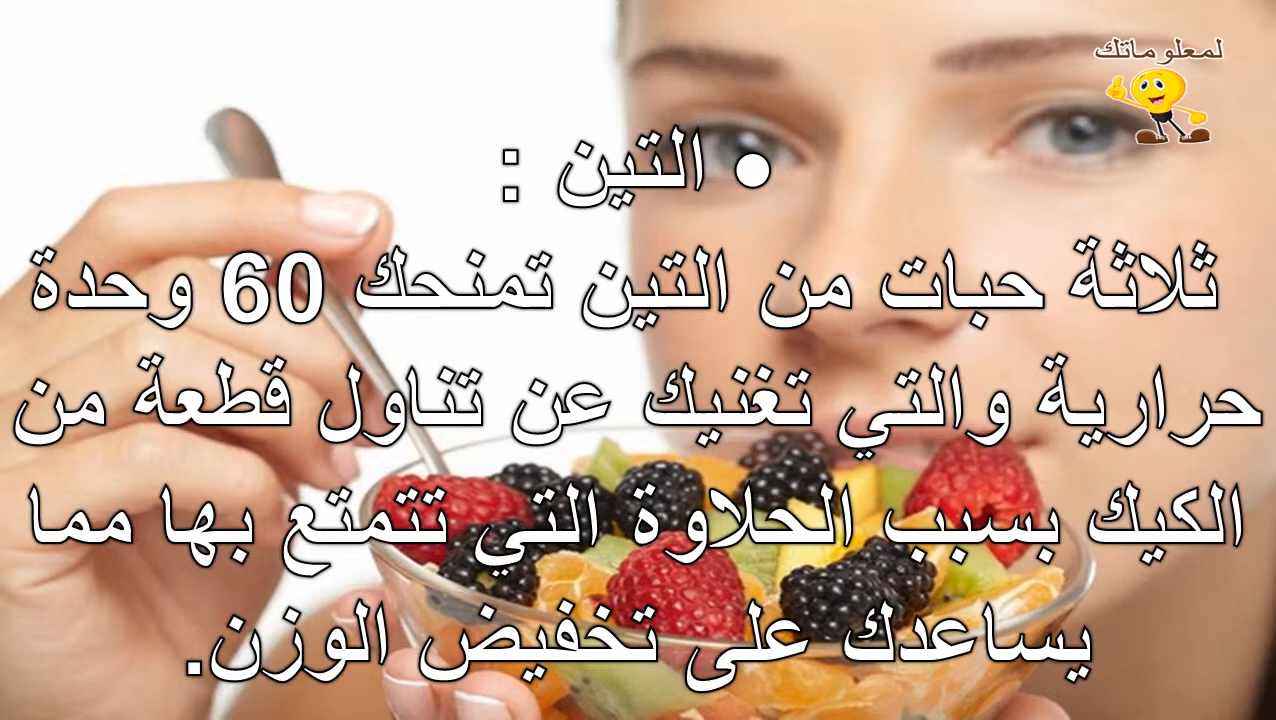 لمعلوماتك
• التين :
ثلاثة حبات من التين تمنحك 60 وحدة
حرارية والتي تغنيك عن تناول قطعة من
الكيك بسبب الحلاوة التي تتمتع بها مما
يساعدك على تخفيض الوزن.